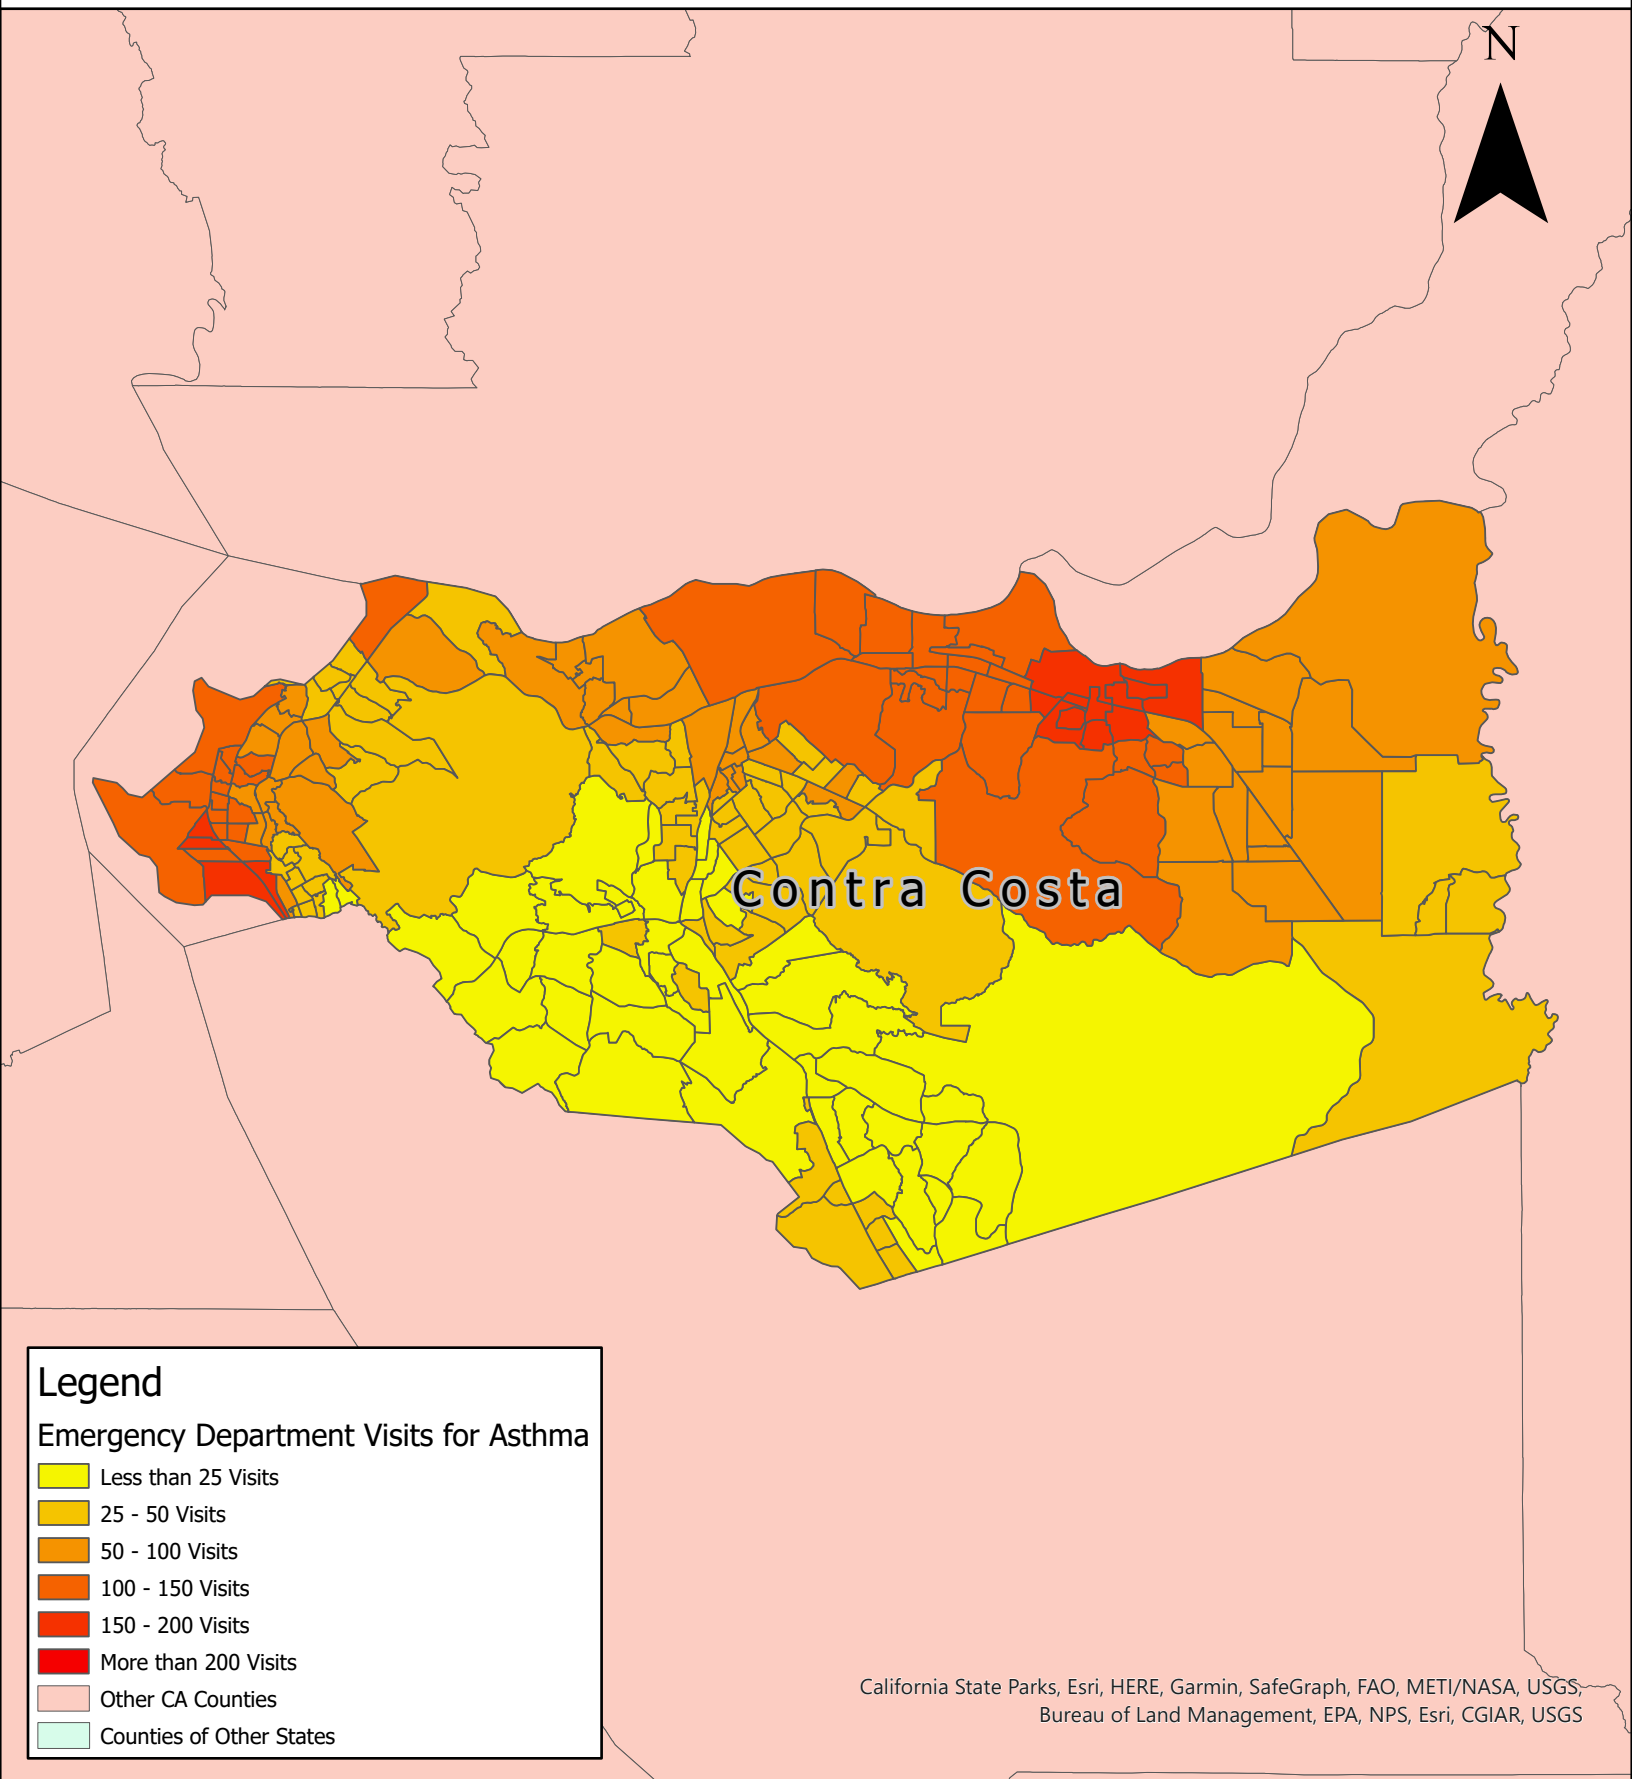 N
Contra Costa
Legend
Emergency Department Visits for Asthma
Less than 25 Visits
25 - 50 Visits
50 - 100 Visits
100 - 150 Visits
150 - 200 Visits
More than 200 Visits
Other CA Counties
Counties of Other States
California State Parks, Esri, HERE, Garmin, SafeGraph, FAO, METI/NASA, USGS,
Bureau of Land Management, EPA, NPS, Esri, CGIAR, USGS